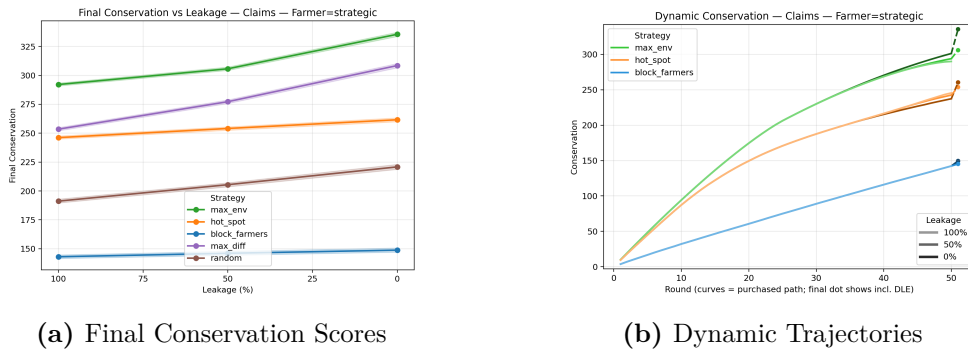 Final Conservation vs Leakage — Claims — Farmer=strategic
Final Conservation
325
300
275
250
225
200
175
150
Strategy
max_env
hot_spot
block_farmers
max_diff
random
100
75
50
25
0
Leakage (%)
(a) Final Conservation Scores
Dynamic Conservation — Claims — Farmer=strategic
Conservation
300
250
200
150
100
50
0
Strategy
max_env
hot_spot
block_farmers
Leakage
100%
50%
0%
0
10
20
30
40
50
Round (curves = purchased path; final dot shows incl. DLE)
(b) Dynamic Trajectories